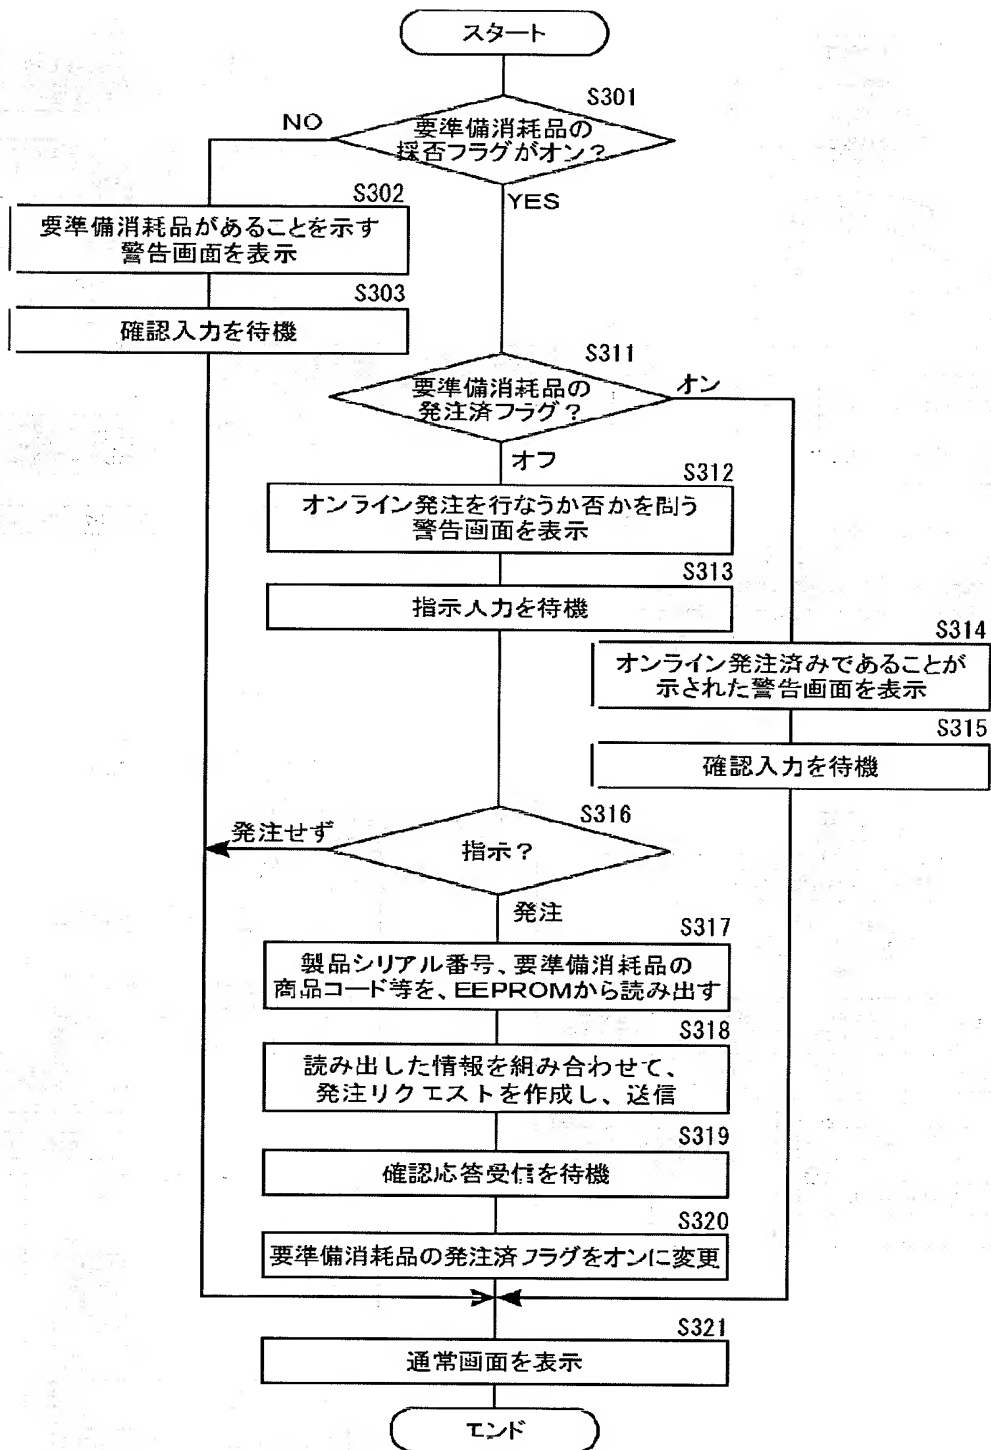 スタート
S301
要準備消耗品の
採否フラグがオン？
NO
YES
S302
要準備消耗品があることを示す
警告画面を表示
S303
確認入力を待機
S311
要準備消耗品の
発注済フラグ？
オン
オフ
S312
オンライン発注を行なうか否かを問う
警告画面を表示
S313
指示入力を待機
S314
オンライン発注済みであることが
示された警告画面を表示
S315
確認入力を待機
S316
指示？
発注せず
発注
S317
製品シリアル番号、要準備消耗品の
商品コード等を、EEPROMから読み出す
S318
読み出した情報を組み合わせて、
発注リクエストを作成し、送信
S319
確認応答受信を待機
S320
要準備消耗品の発注済フラグをオンに変更
S321
通常画面を表示
エンド